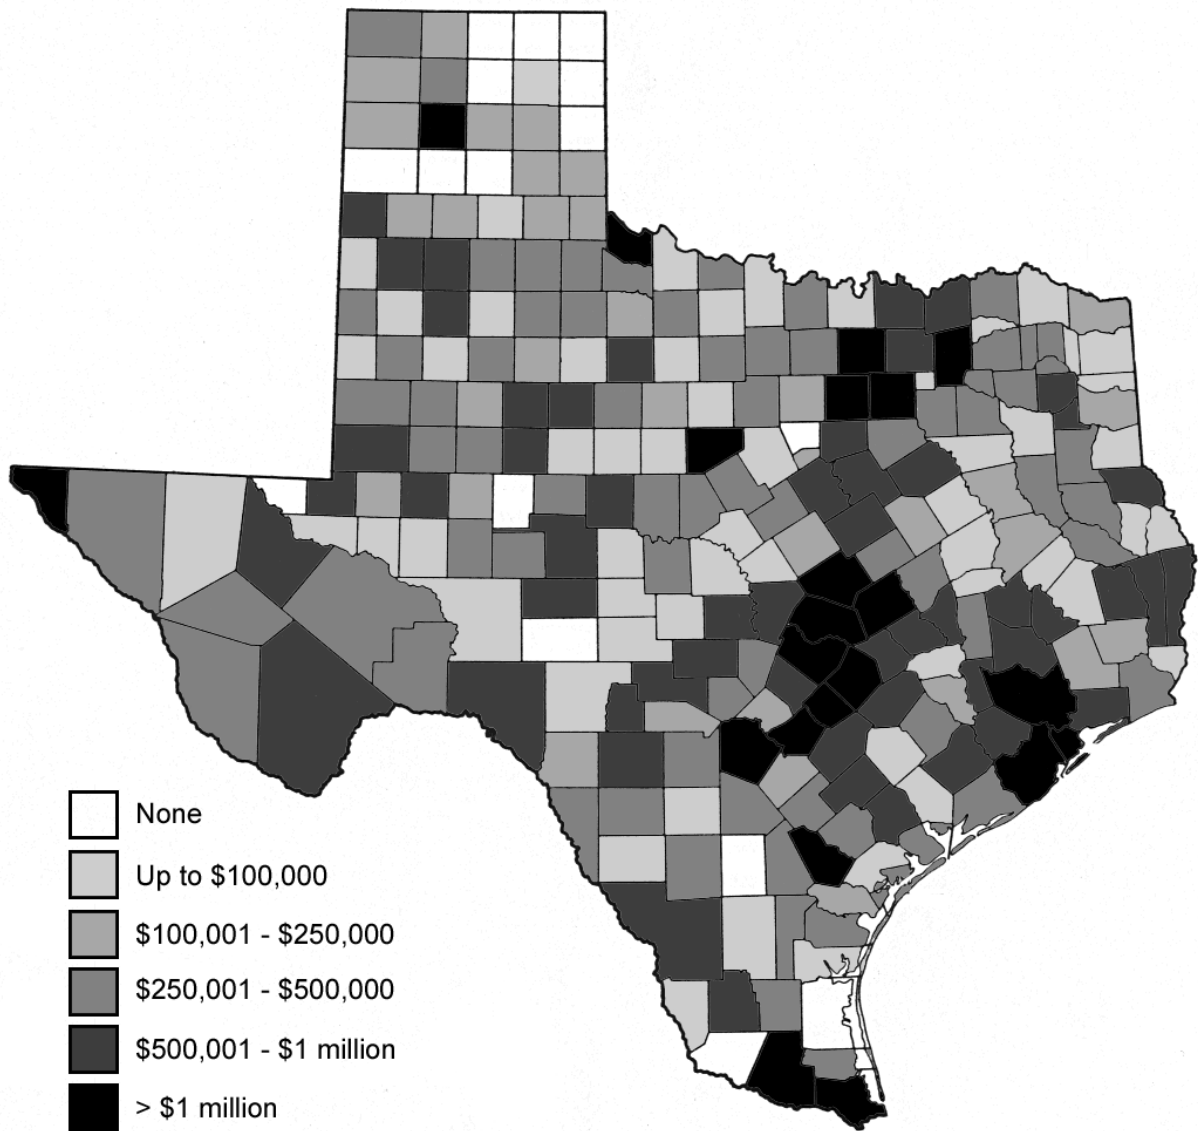 None
Up to $100,000
$100,001 - $250,000
$250,001 - $500,000
$500,001 - $1 million
> $1 million